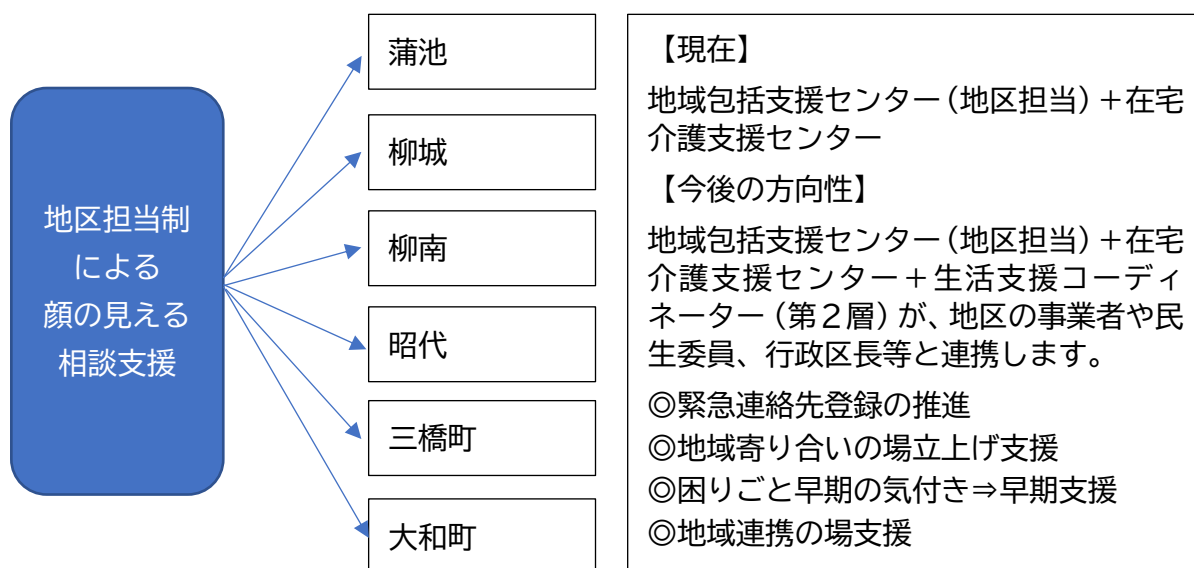 地区担当制
による
顔の見える
相談支援
蒲池
柳城
柳南
昭代
三橋町
大和町
【現在】
地域包括支援センター(地区担当)+在宅
介護支援センター
【今後の方向性】
地域包括支援センター(地区担当)+在宅
介護支援センター+生活支援コーディ
ネーター(第2層)が、地区の事業者や民
生委員、行政区長等と連携します。
◎緊急連絡先登録の推進
◎地域寄り合いの場立上げ支援
◎困りごと早期の気付き⇒早期支援
◎地域連携の場支援